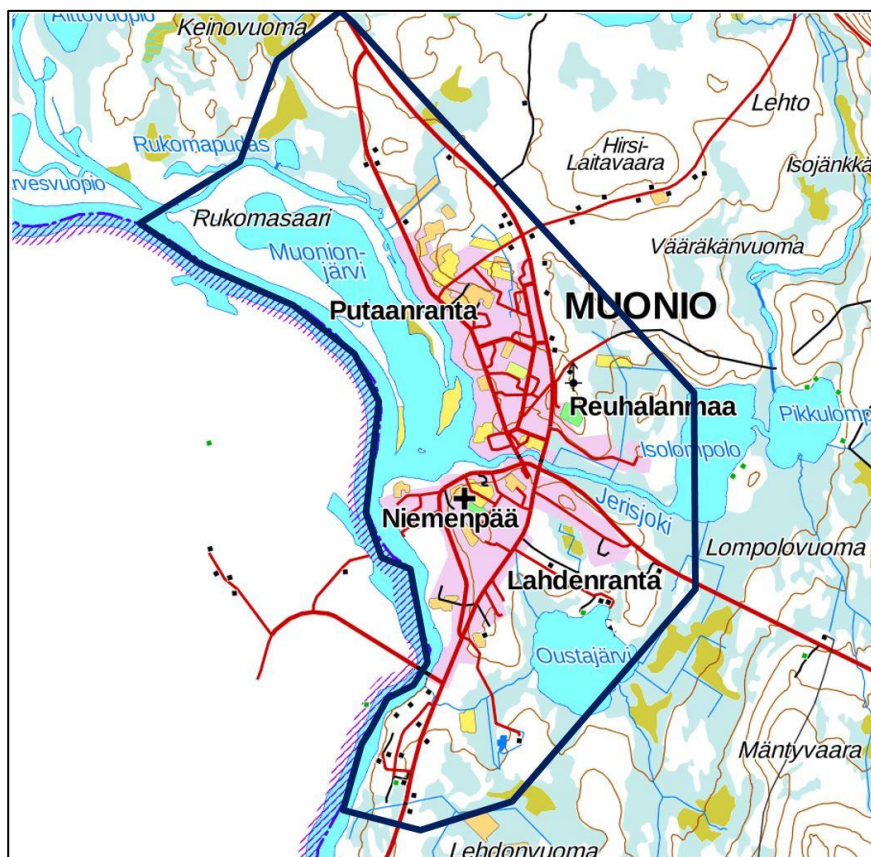 Alttovuopio
Keinovuoma
Lehto
Hirsi-
Laitavaara
Rukomapudas
Isojänkkä
Rukomasaari
Vääräkänvuoma
Muonion-
järvi
Putaanranta
MUONIO
Reuhalanmaa
Isolompolo
Jerisjoki
Niemenpää
Lompolovuoma
Lahdenranta
Oustajärvi
Mäntyvaara
Lehdonvuoma